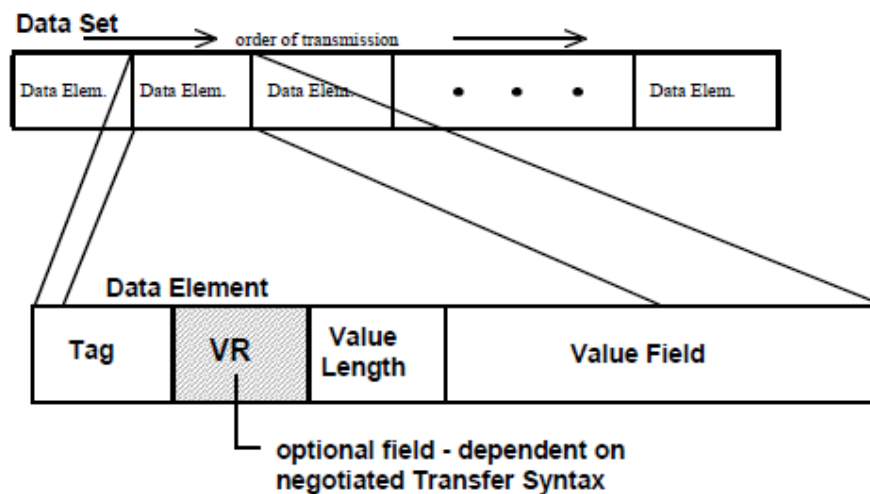 Data Set
order of transmission
Data Elem. Data Elem. Data Elem. • • • Data Elem.
Data Element
Tag VR Value Length Value Field
optional field - dependent on
negotiated Transfer Syntax